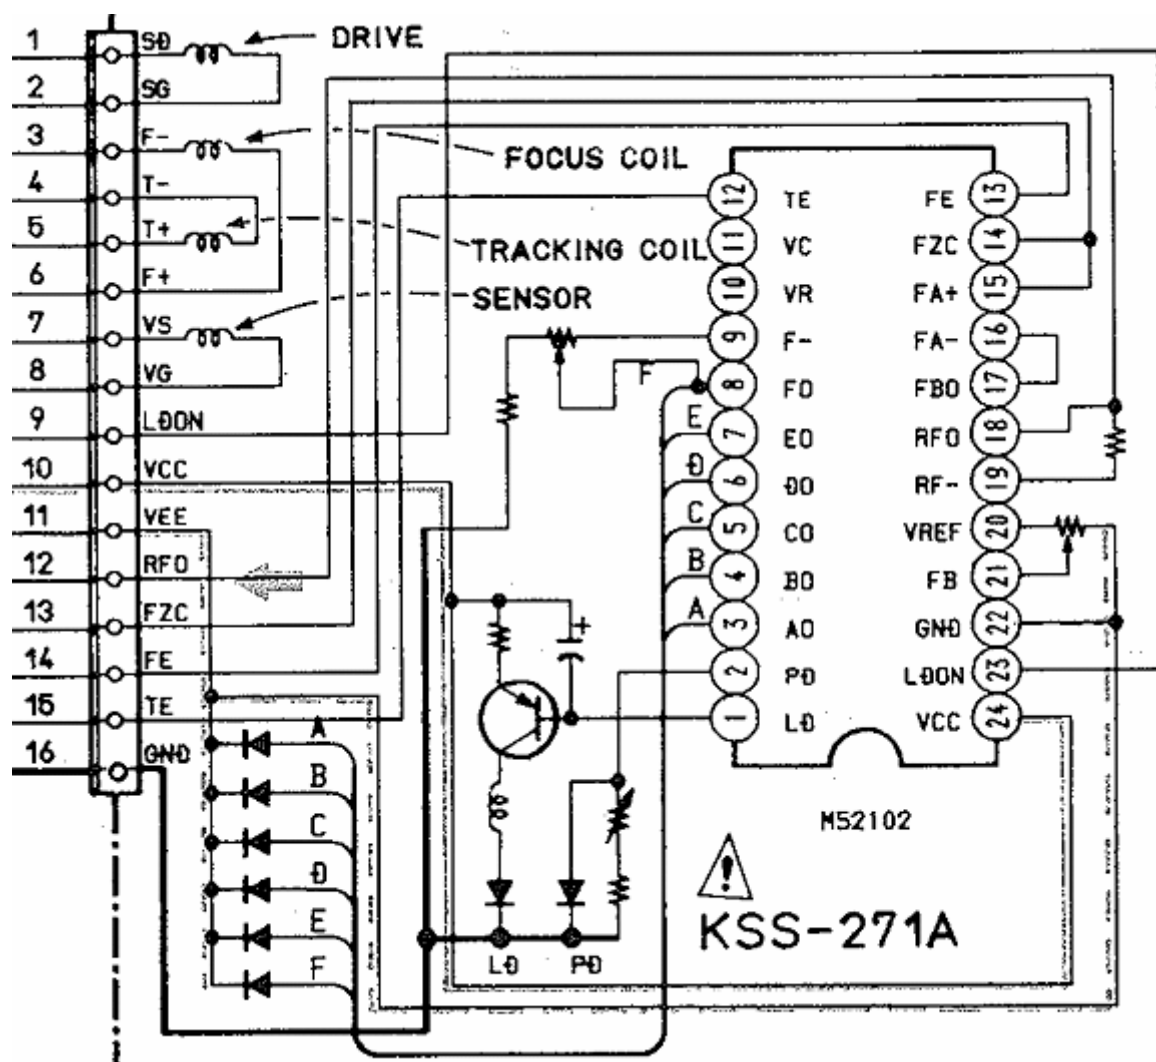 1 SD DRIVE
2 SG
3 F- FOCUS COIL
4 T-
5 T+ TRACKING COIL
6 F+ SENSOR
7 VS
8 VG
9 LDON
10 VCC
11 VEE
12 RFO
13 FZC
14 FE
15 TE
16 GND
A
B
C
D
E
F
12 TE FE 13
11 VC FZC 14
10 VR FA+ 15
9 F- FA- 16
F 8 FO FBO 17
E 7 EO RFO 18
D 6 DO RF- 19
C 5 CO VREF 20
B 4 BO FB 21
A 3 AO GND 22
2 PD LDON 23
1 LD VCC 24
+
M52102
!
KSS-271A
LD PD